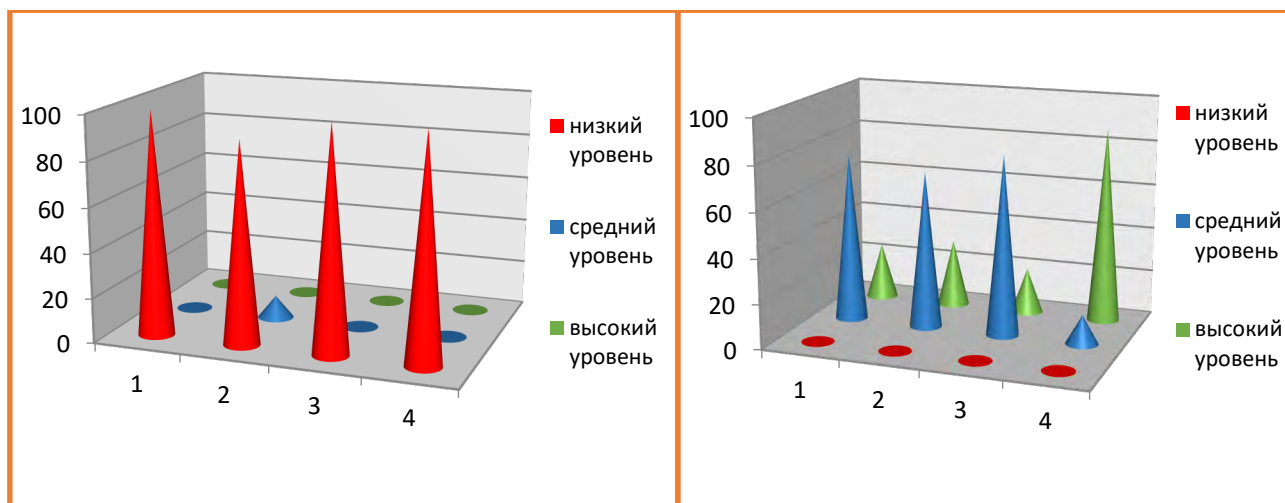 100
80
60
40
20
0
1
2
3
4
низкий
уровень
средний
уровень
высокий
уровень
100
80
60
40
20
0
1
2
3
4
низкий
уровень
средний
уровень
высокий
уровень